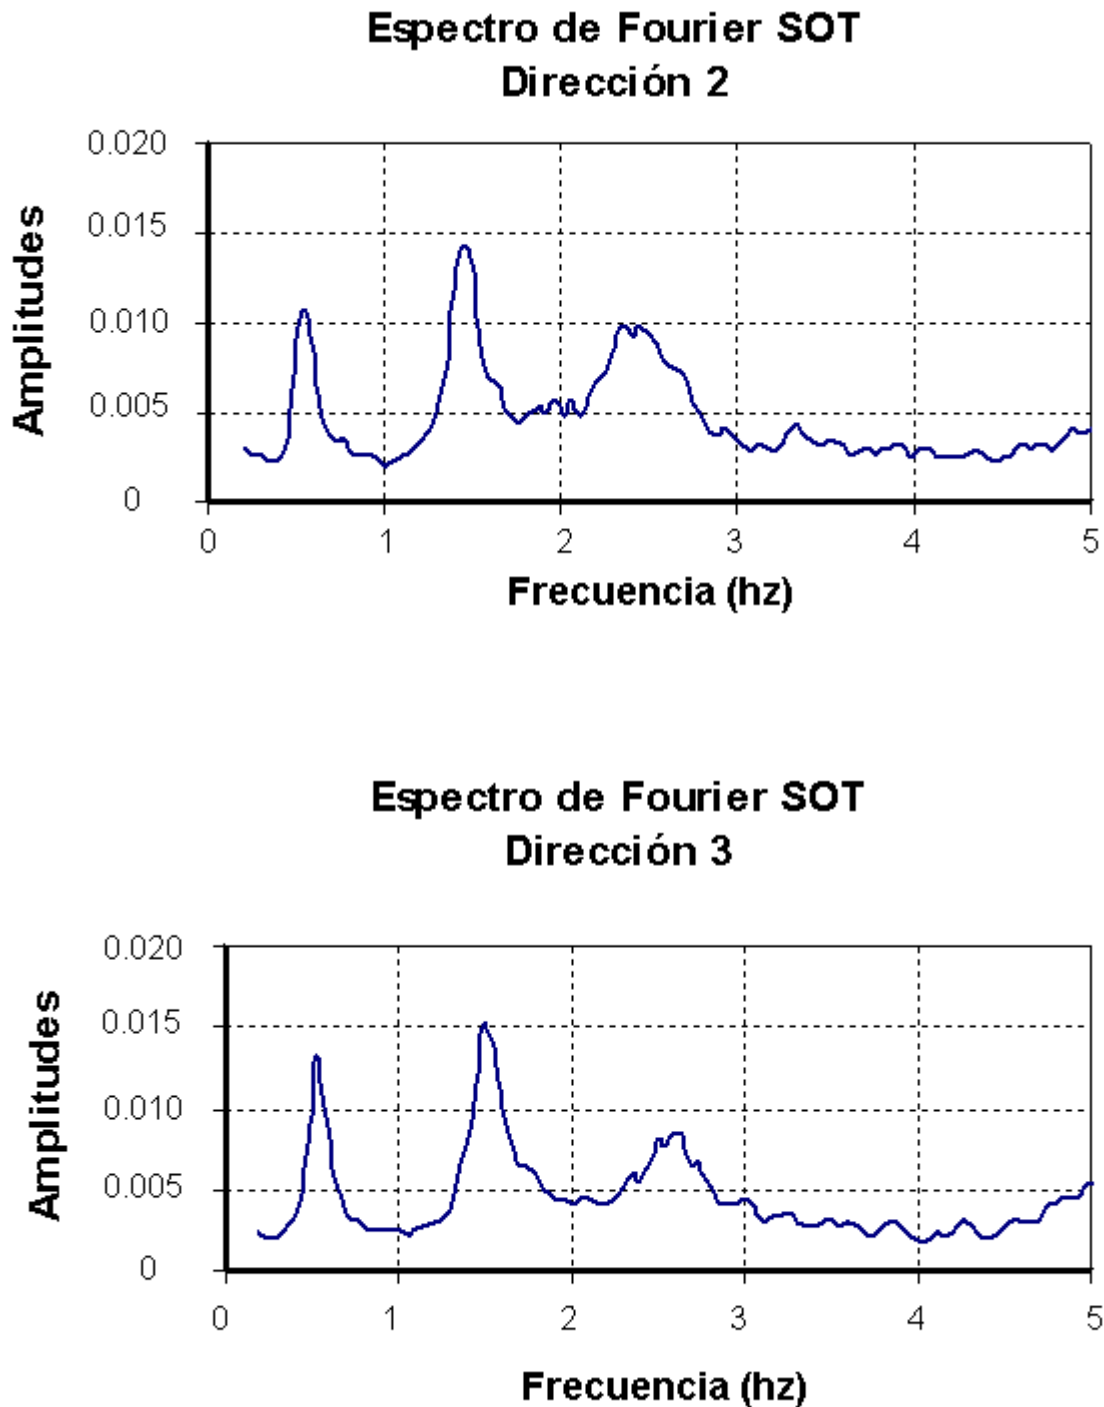 Espectro de Fourier SOT
Dirección 2
0.020
0.015
0.010
0.005
0
Amplitudes
0 1 2 3 4 5
Frecuencia (hz)
Espectro de Fourier SOT
Dirección 3
0.020
0.015
0.010
0.005
0
Amplitudes
0 1 2 3 4 5
Frecuencia (hz)